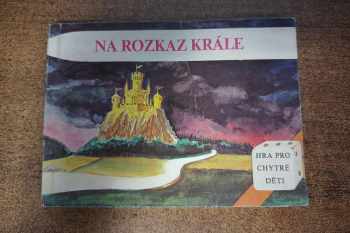 NA ROZKAZ KRÁLE
HRA PRO
CHYTRÉ
DĚTI